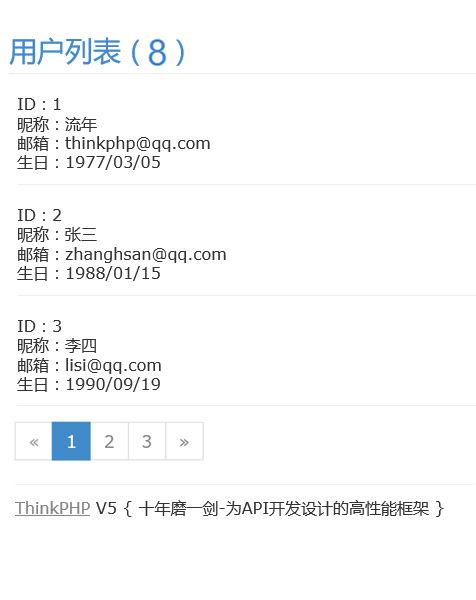 用户列表（8）
ID：1
昵称：流年
邮箱：thinkphp@qq.com
生日：1977/03/05
ID：2
昵称：张三
邮箱：zhanghsan@qq.com
生日：1988/01/15
ID：3
昵称：李四
邮箱：lisi@qq.com
生日：1990/09/19
« 1 2 3 »
ThinkPHP V5 { 十年磨一剑-为API开发设计的高性能框架 }